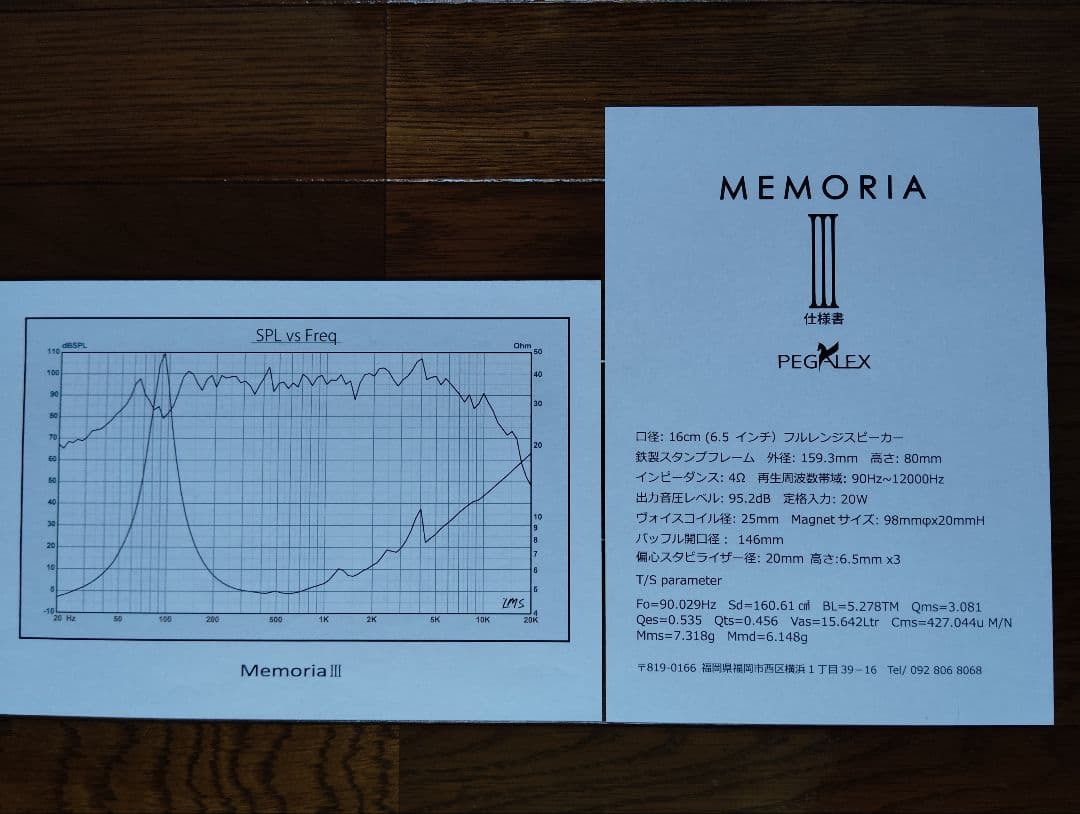 SPL vs Freq
dBSPL
Ohm
110
100
90
80
70
60
50
40
30
20
10
0
-10
50
40
30
20
10
9
8
7
6
5
4
20 Hz 50 100 200 500 1K 2K 5K 10K 20K
LMS
MemoriaⅢ
MEMORIA
Ⅲ
仕様書
PEGALEX
口径: 16cm (6.5 インチ）フルレンジスピーカー
鉄製スタンプフレーム 外径: 159.3mm 高さ: 80mm
インピーダンス: 4Ω 再生周波数帯域: 90Hz~12000Hz
出力音圧レベル: 95.2dB 定格入力: 20W
ヴォイスコイル径: 25mm Magnet サイズ: 98mmφx20mmH
バッフル開口径： 146mm
偏心スタビライザー径: 20mm 高さ:6.5mm x3
T/S parameter
Fo=90.029Hz Sd=160.61㎠ BL=5.278TM Qms=3.081
Qes=0.535 Qts=0.456 Vas=15.642Ltr Cms=427.044u M/N
Mms=7.318g Mmd=6.148g
〒819-0166 福岡県福岡市西区横浜１丁目39－16 Tel/ 092 806 8068